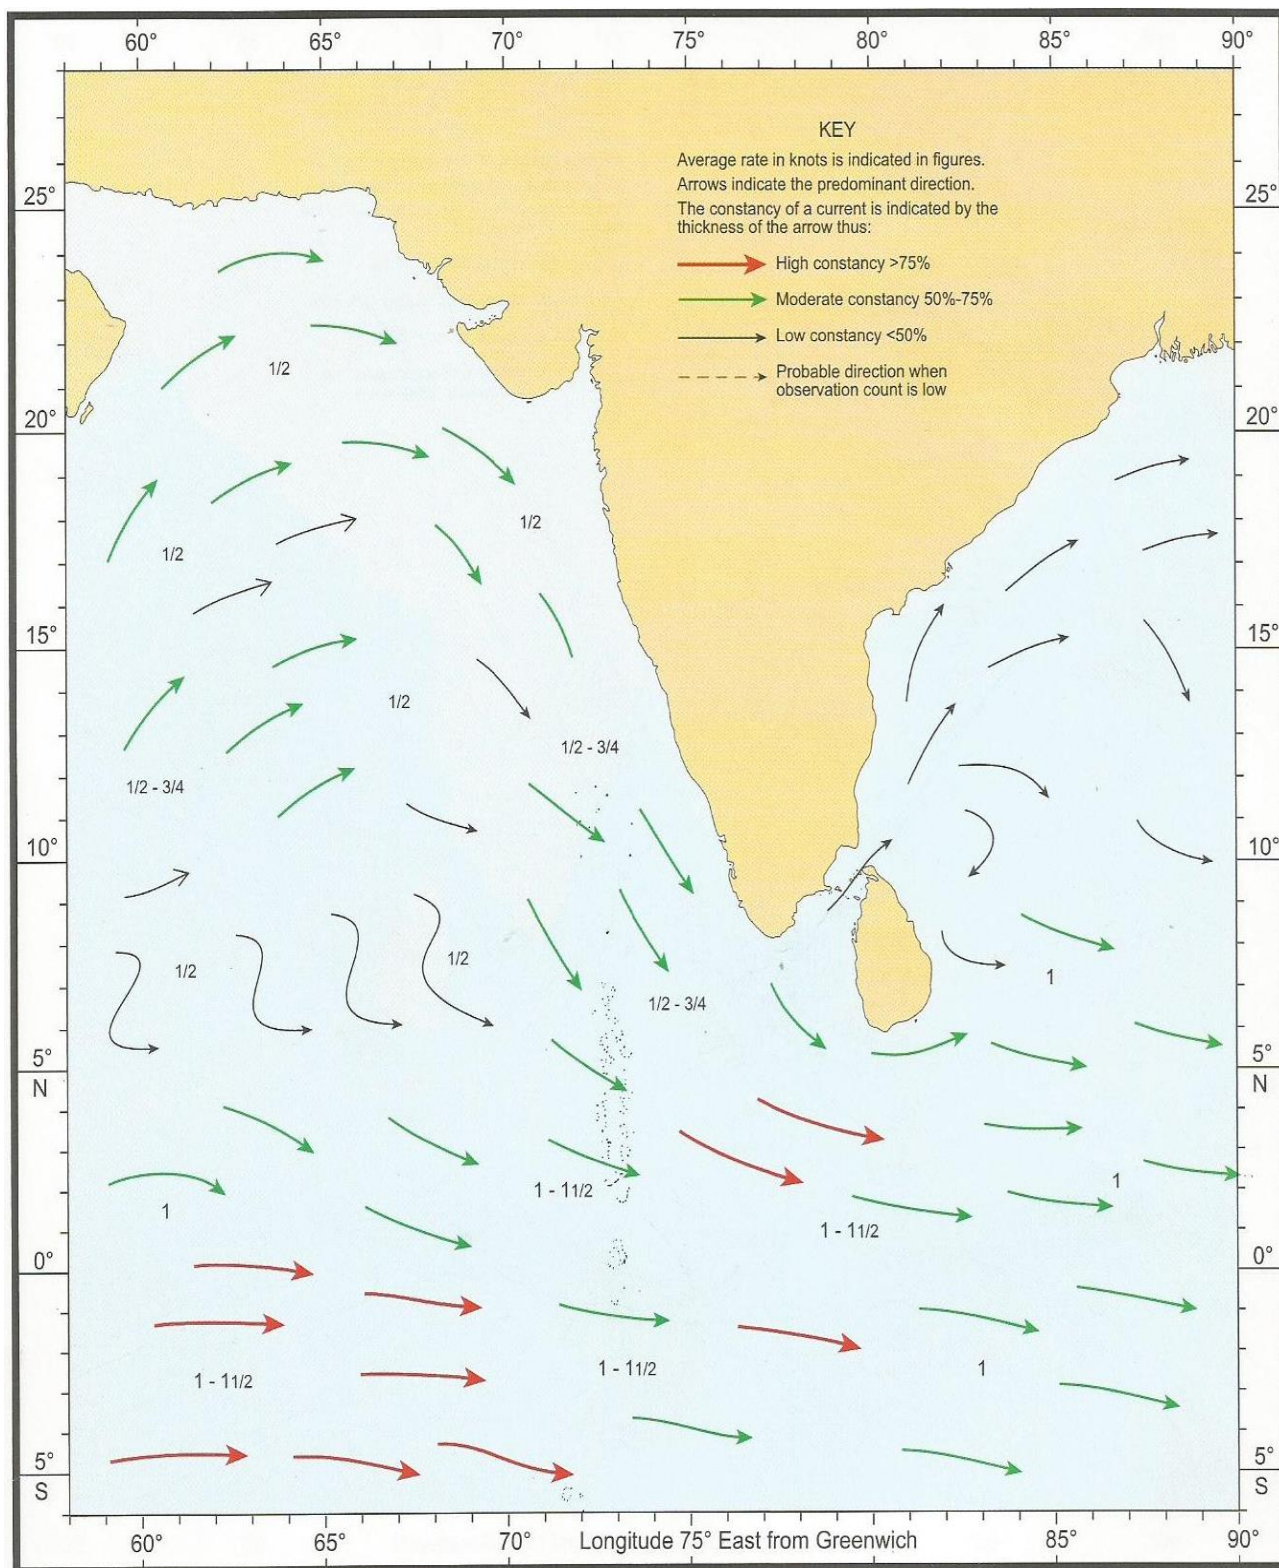 60° 65° 70° 75° 80° 85° 90°
KEY
Average rate in knots is indicated in figures.
Arrows indicate the predominant direction.
The constancy of a current is indicated by the
thickness of the arrow thus:
High constancy >75%
Moderate constancy 50%-75%
Low constancy <50%
Probable direction when
observation count is low
25° 25°
1/2
20° 20°
1/2
1/2
15° 15°
1/2
1/2 - 3/4
1/2 - 3/4
10° 10°
1/2
1/2
1
1/2 - 3/4
5° 5°
N N
1
1 - 11/2
1
1 - 11/2
0° 0°
1 - 11/2
1 - 11/2
1
5° 5°
S S
60° 65° 70° Longitude 75° East from Greenwich 85° 90°